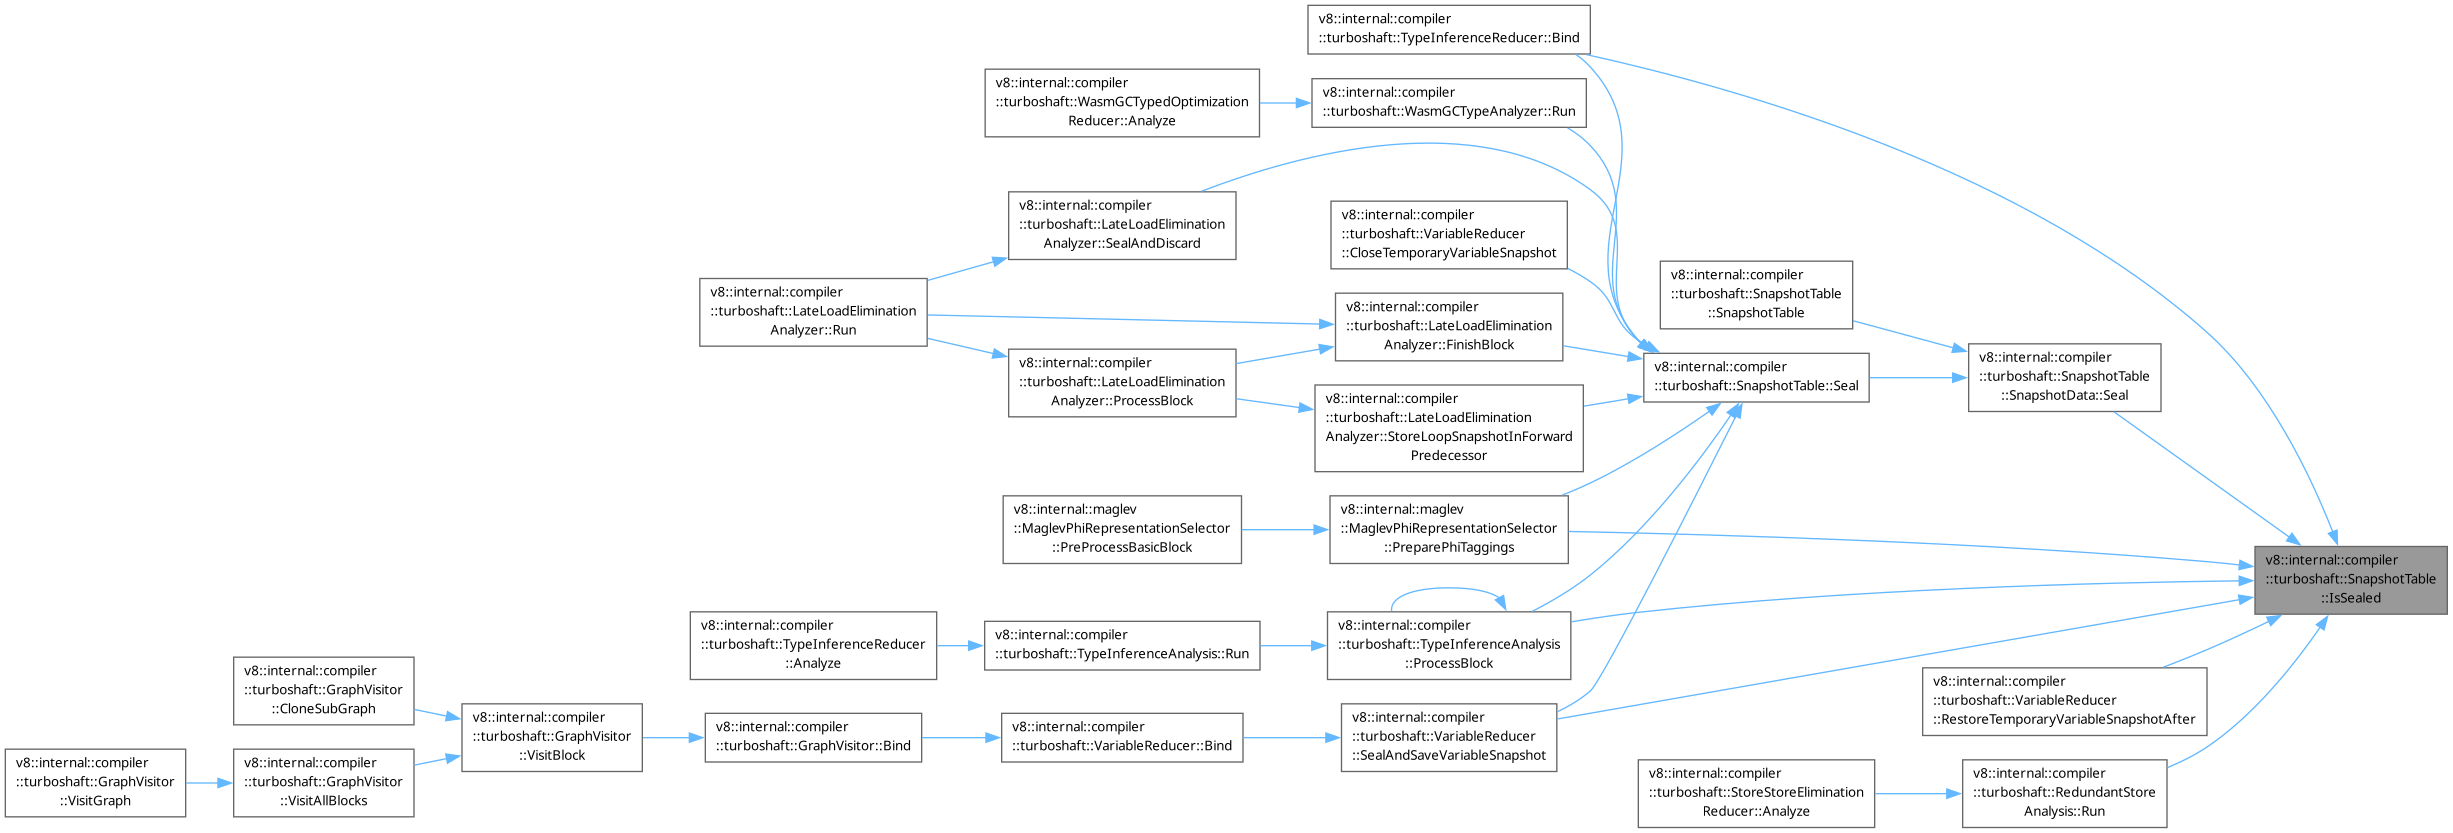 v8::internal::compiler
::turboshaft::TypeInferenceReducer::Bind
v8::internal::compiler
::turboshaft::WasmGCTypedOptimization
Reducer::Analyze
v8::internal::compiler
::turboshaft::WasmGCTypeAnalyzer::Run
v8::internal::compiler
::turboshaft::LateLoadElimination
Analyzer::SealAndDiscard
v8::internal::compiler
::turboshaft::VariableReducer
::CloseTemporaryVariableSnapshot
v8::internal::compiler
::turboshaft::SnapshotTable
::SnapshotTable
v8::internal::compiler
::turboshaft::LateLoadElimination
Analyzer::Run
v8::internal::compiler
::turboshaft::LateLoadElimination
Analyzer::FinishBlock
v8::internal::compiler
::turboshaft::LateLoadElimination
Analyzer::ProcessBlock
v8::internal::compiler
::turboshaft::SnapshotTable::Seal
v8::internal::compiler
::turboshaft::SnapshotTable
::SnapshotData::Seal
v8::internal::compiler
::turboshaft::LateLoadElimination
Analyzer::StoreLoopSnapshotInForward
Predecessor
v8::internal::maglev
::MaglevPhiRepresentationSelector
::PreProcessBasicBlock
v8::internal::maglev
::MaglevPhiRepresentationSelector
::PreparePhiTaggings
v8::internal::compiler
::turboshaft::SnapshotTable
::IsSealed
v8::internal::compiler
::turboshaft::TypeInferenceReducer
::Analyze
v8::internal::compiler
::turboshaft::TypeInferenceAnalysis::Run
v8::internal::compiler
::turboshaft::TypeInferenceAnalysis
::ProcessBlock
v8::internal::compiler
::turboshaft::GraphVisitor
::CloneSubGraph
v8::internal::compiler
::turboshaft::VariableReducer
::RestoreTemporaryVariableSnapshotAfter
v8::internal::compiler
::turboshaft::GraphVisitor
::VisitBlock
v8::internal::compiler
::turboshaft::GraphVisitor::Bind
v8::internal::compiler
::turboshaft::VariableReducer::Bind
v8::internal::compiler
::turboshaft::VariableReducer
::SealAndSaveVariableSnapshot
v8::internal::compiler
::turboshaft::GraphVisitor
::VisitGraph
v8::internal::compiler
::turboshaft::GraphVisitor
::VisitAllBlocks
v8::internal::compiler
::turboshaft::StoreStoreElimination
Reducer::Analyze
v8::internal::compiler
::turboshaft::RedundantStore
Analysis::Run